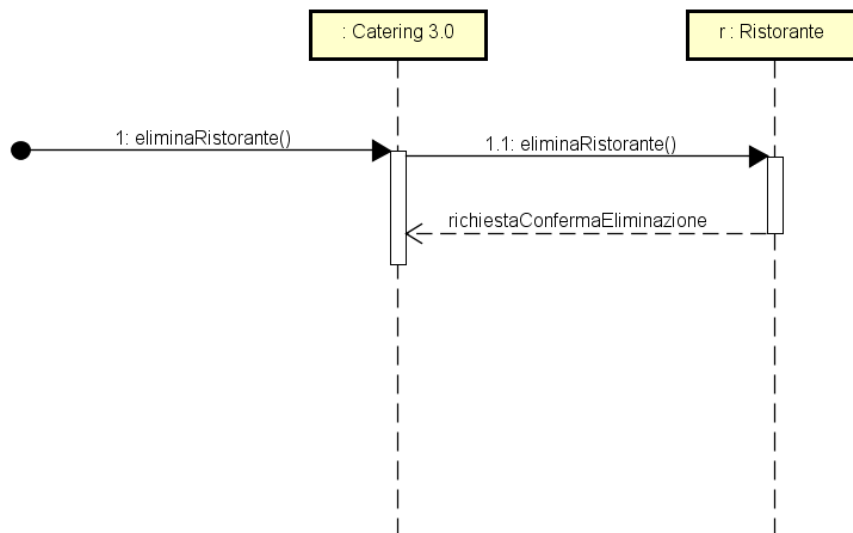 : Catering 3.0
r : Ristorante
1: eliminaRistorante()
1.1: eliminaRistorante()
richiestaConfermaEliminazione